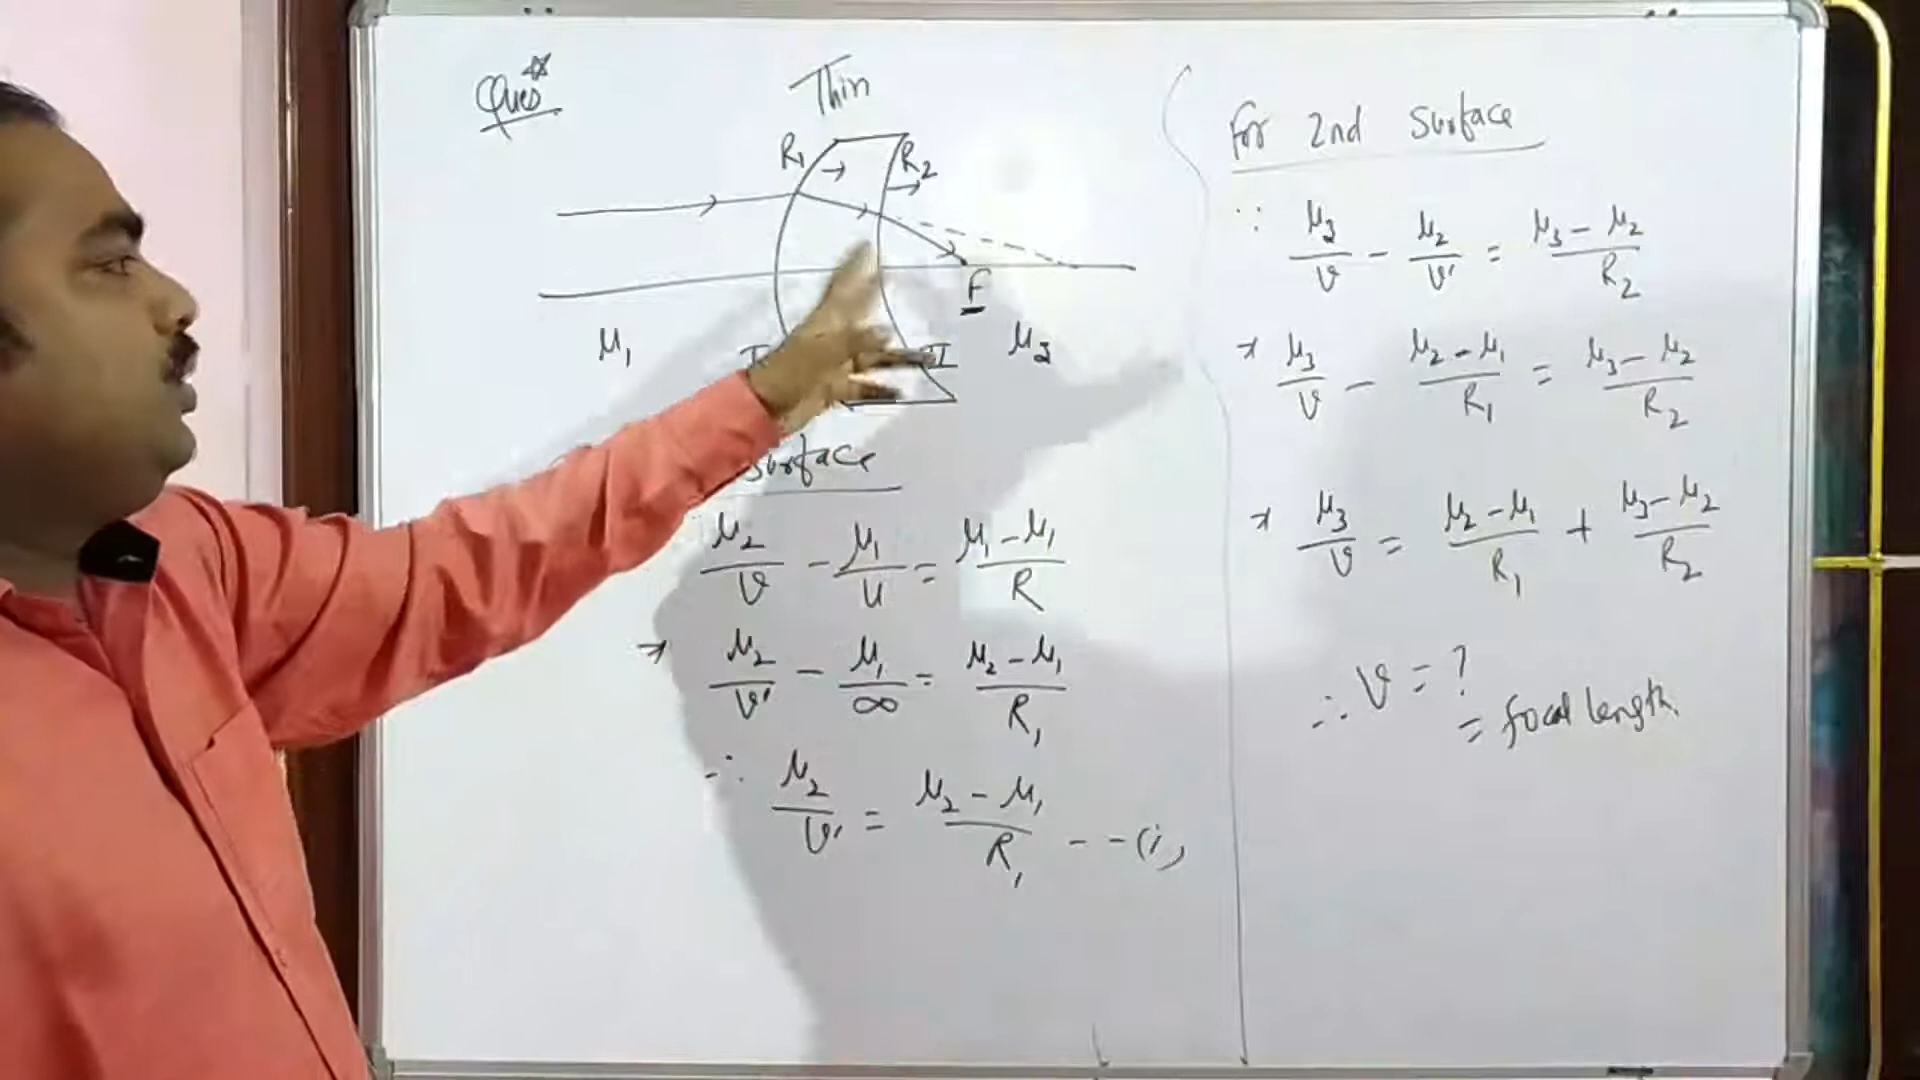 Ques
Thin
R₁ R₂
F
μ₁ II μ₃
Surface
μ₂/v - μ₁/u = μ₁-μ₁/R
→ μ₂/v' - μ₁/∞ = μ₂-μ₁/R₁
∴ μ₂/v' = μ₂-μ₁/R₁ --(i)
For 2nd Surface
∵ μ₃/v - μ₂/v' = μ₃-μ₂/R₂
→ μ₃/v - μ₂-μ₁/R₁ = μ₃-μ₂/R₂
→ μ₃/v = μ₂-μ₁/R₁ + μ₃-μ₂/R₂
∴ v = ?
= focal length.